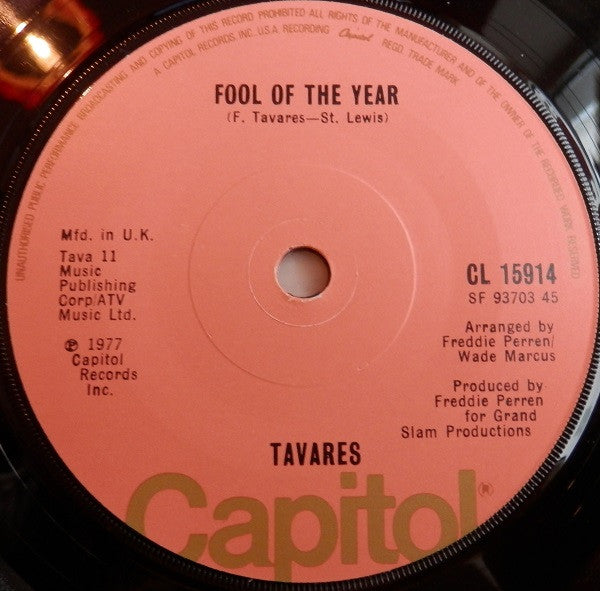 UNAUTHORISED PUBLIC PERFORMANCE BROADCASTING AND COPYING OF THIS RECORD PROHIBITED ALL RIGHTS OF THE MANUFACTURER AND OF THE OWNER OF THE RECORDED WORK RESERVED
A CAPITOL RECORDS INC. U.S.A RECORDING Capitol REGD. TRADE MARK
FOOL OF THE YEAR
(F. Tavares—St. Lewis)
Mfd. in U.K.
Tava 11
Music
Publishing
Corp/ATV
Music Ltd.
℗ 1977
Capitol
Records
Inc.
CL 15914
SF 93703 45
Arranged by
Freddie Perren/
Wade Marcus
Produced by
Freddie Perren
for Grand
Slam Productions
TAVARES
Capitol®